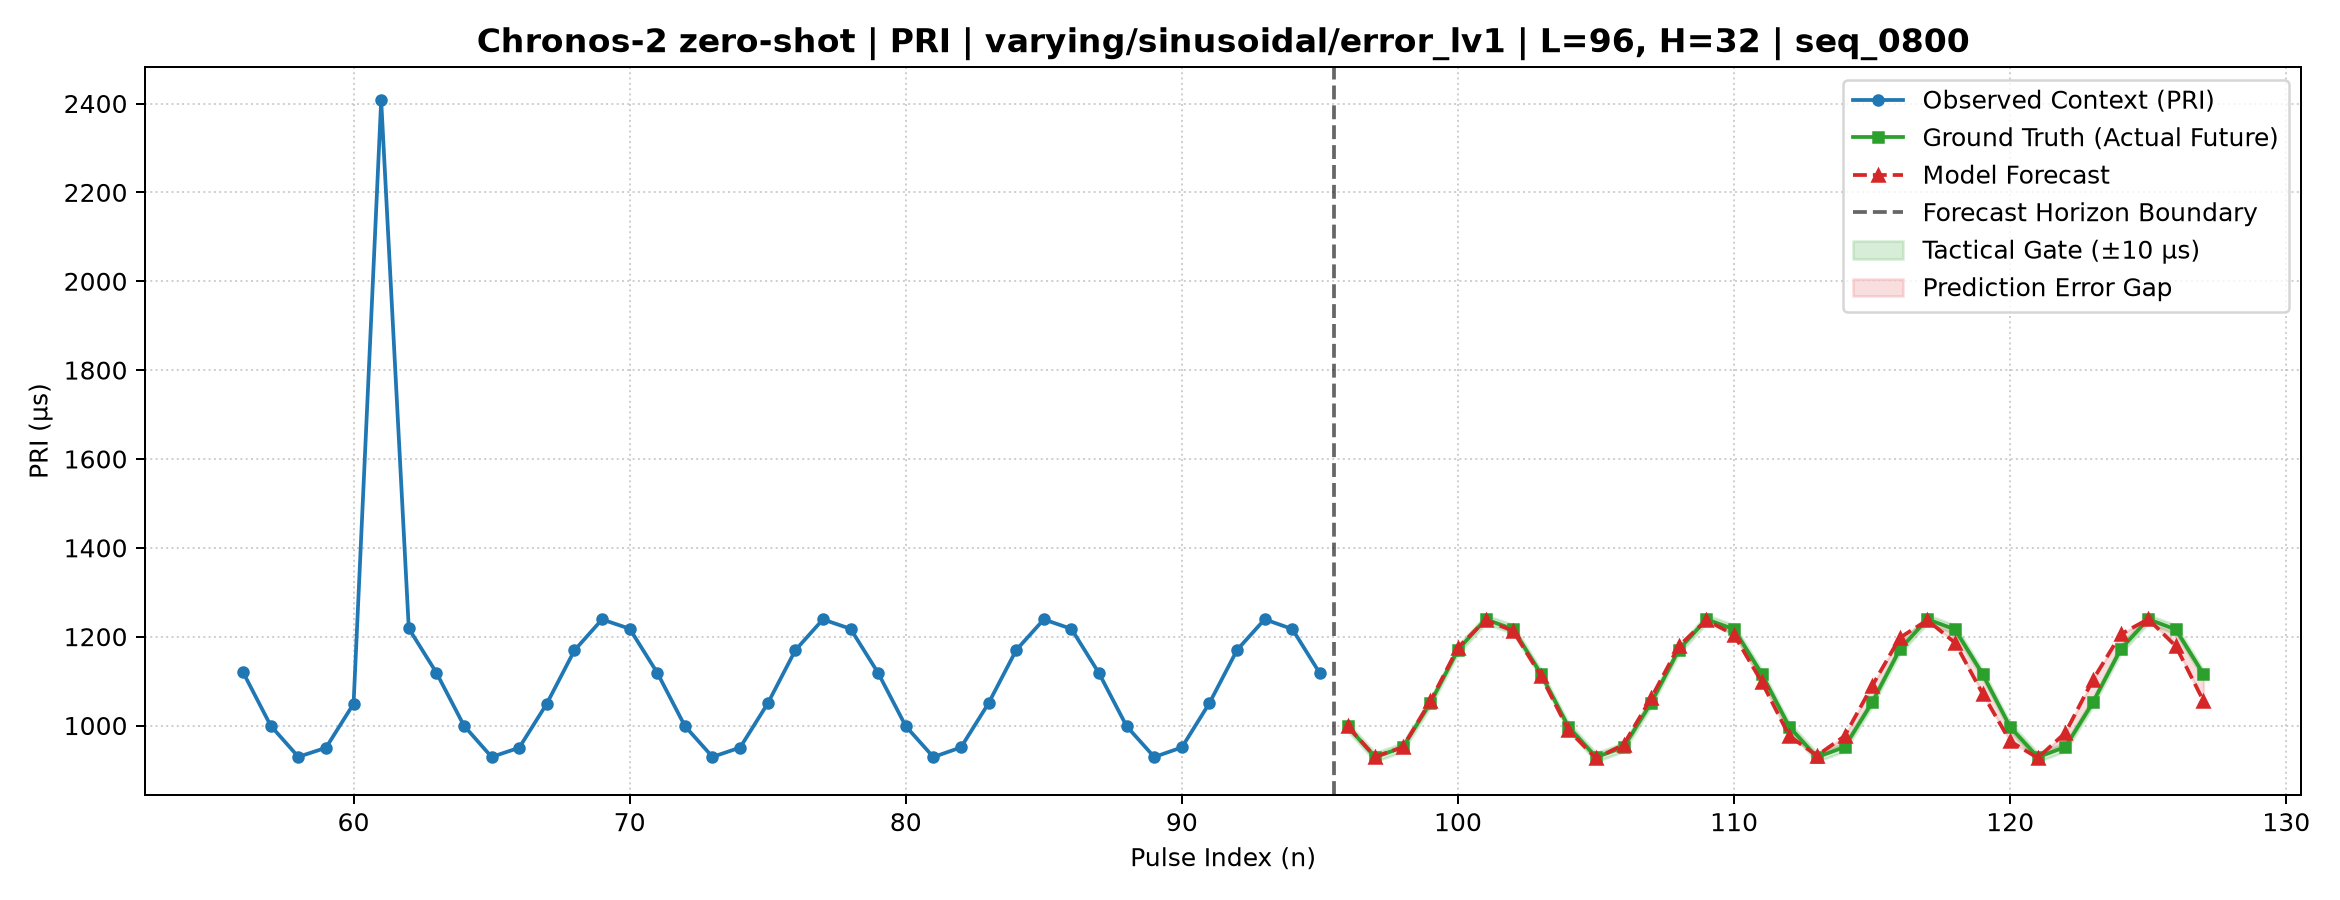 Chronos-2 zero-shot | PRI | varying/sinusoidal/error_lv1 | L=96, H=32 | seq_0800
PRI (µs)
2400
2200
2000
1800
1600
1400
1200
1000
Observed Context (PRI)
Ground Truth (Actual Future)
Model Forecast
Forecast Horizon Boundary
Tactical Gate (±10 µs)
Prediction Error Gap
60 70 80 90 100 110 120 130
Pulse Index (n)